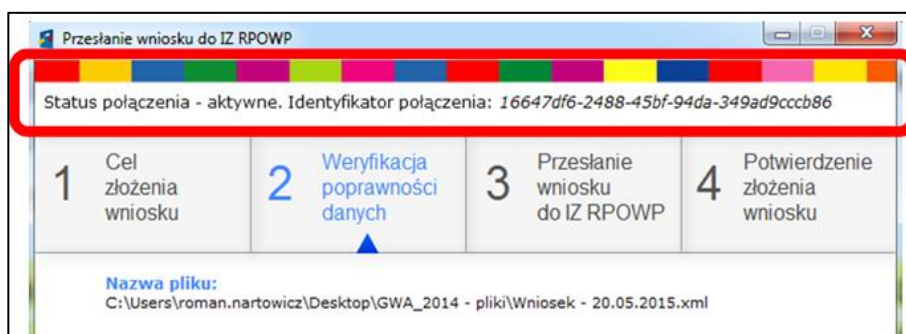 Przesłanie wniosku do IZ RPOWP
Status połączenia - aktywne. Identyfikator połączenia: 16647df6-2488-45bf-94da-349ad9cccb86
1 Cel
złożenia
wniosku
2 Weryfikacja
poprawności
danych
3 Przesłanie
wniosku
do IZ RPOWP
4 Potwierdzenie
złożenia
wniosku
Nazwa pliku:
C:\Users\roman.nartowicz\Desktop\GWA_2014 - pliki\Wniosek - 20.05.2015.xml